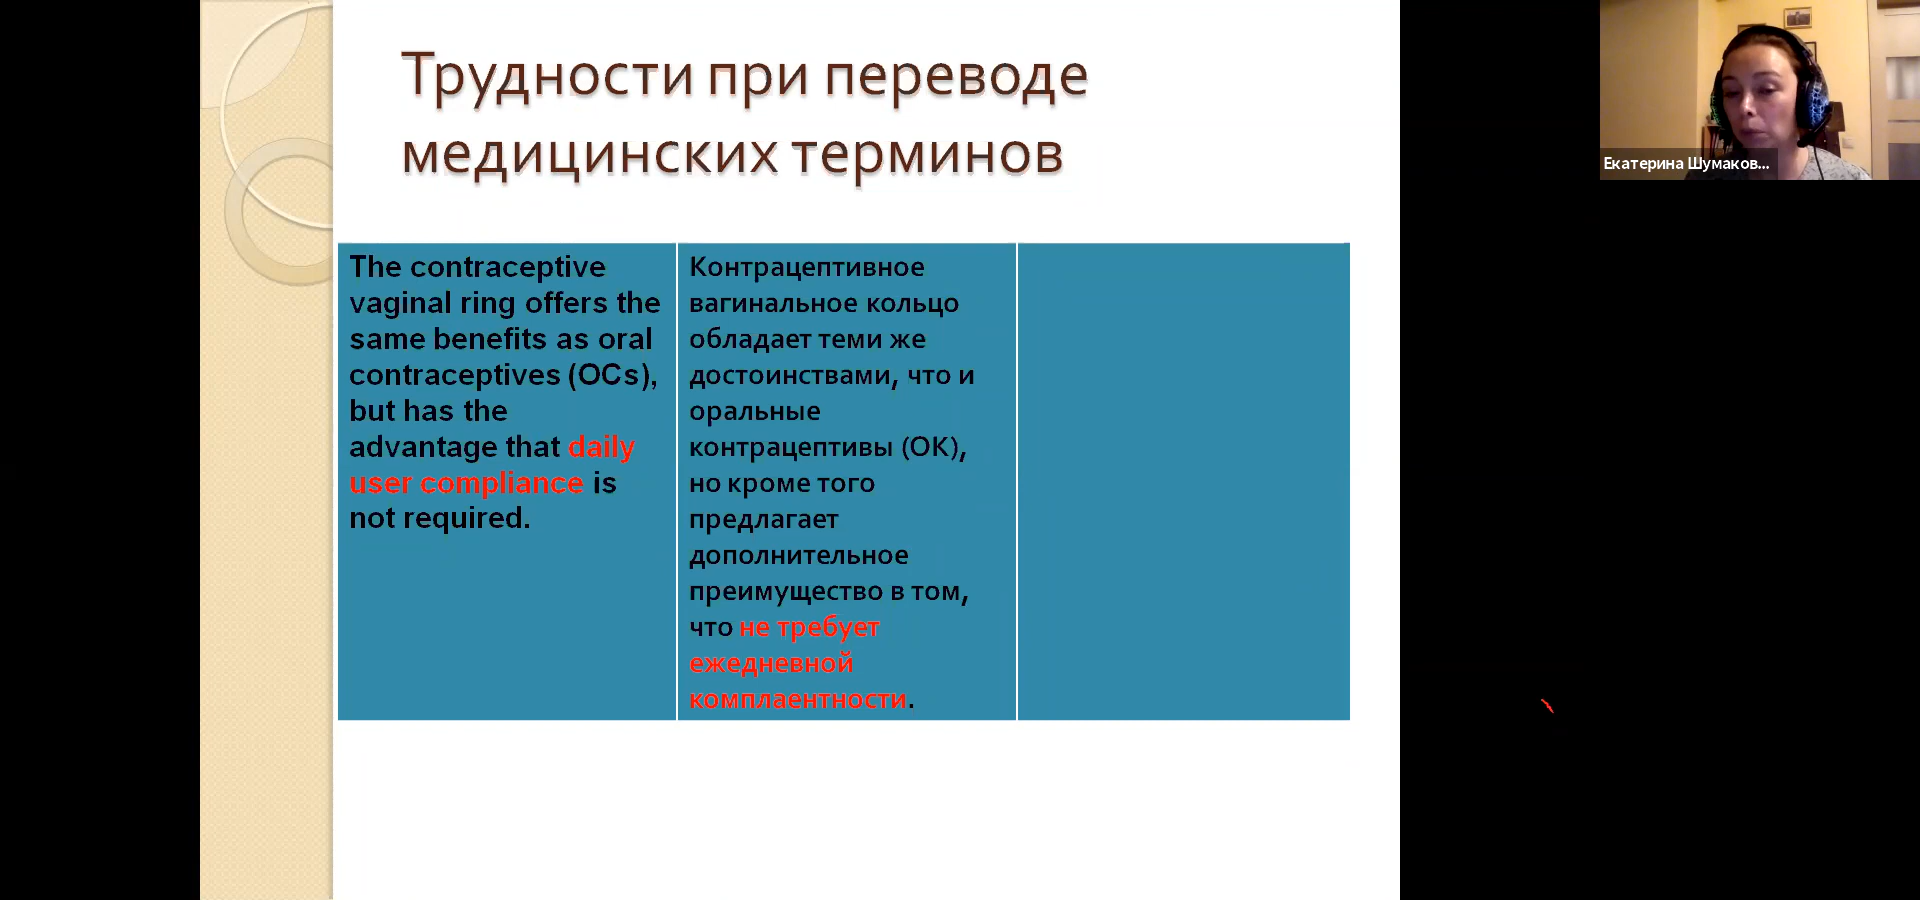 Трудности при переводе
медицинских терминов
The contraceptive
vaginal ring offers the
same benefits as oral
contraceptives (OCs),
but has the
advantage that daily
user compliance is
not required.
Контрацептивное
вагинальное кольцо
обладает теми же
достоинствами, что и
оральные
контрацептивы (ОК),
но кроме того
предлагает
дополнительное
преимущество в том,
что не требует
ежедневной
комплаентности.
Екатерина Шумаков...